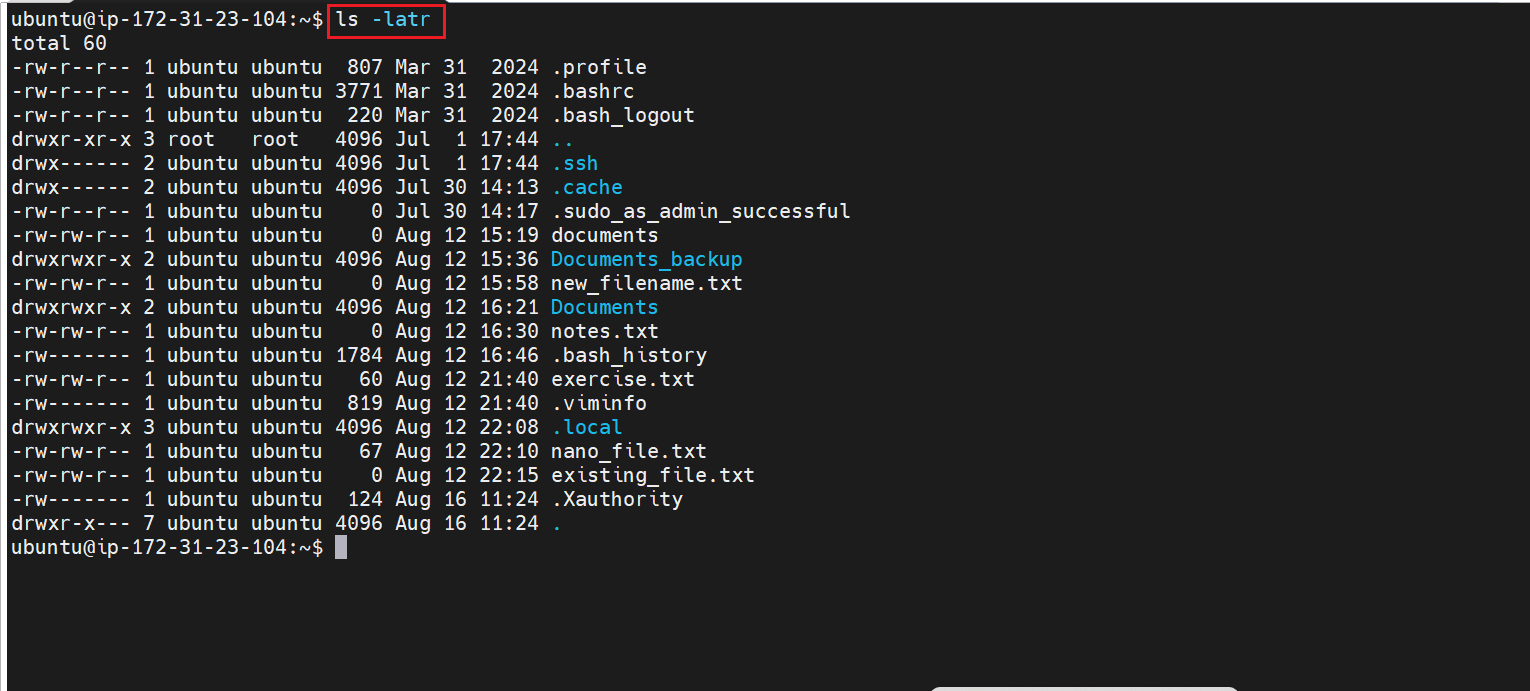 ubuntu@ip-172-31-23-104:~$ ls -latr
total 60
-rw-r--r-- 1 ubuntu ubuntu  807 Mar 31  2024 .profile
-rw-r--r-- 1 ubuntu ubuntu 3771 Mar 31  2024 .bashrc
-rw-r--r-- 1 ubuntu ubuntu  220 Mar 31  2024 .bash_logout
drwxr-xr-x 3 root   root   4096 Jul  1 17:44 ..
drwx------ 2 ubuntu ubuntu 4096 Jul  1 17:44 .ssh
drwx------ 2 ubuntu ubuntu 4096 Jul 30 14:13 .cache
-rw-r--r-- 1 ubuntu ubuntu    0 Jul 30 14:17 .sudo_as_admin_successful
-rw-rw-r-- 1 ubuntu ubuntu    0 Aug 12 15:19 documents
drwxrwxr-x 2 ubuntu ubuntu 4096 Aug 12 15:36 Documents_backup
-rw-rw-r-- 1 ubuntu ubuntu    0 Aug 12 15:58 new_filename.txt
drwxrwxr-x 2 ubuntu ubuntu 4096 Aug 12 16:21 Documents
-rw-rw-r-- 1 ubuntu ubuntu    0 Aug 12 16:30 notes.txt
-rw------- 1 ubuntu ubuntu 1784 Aug 12 16:46 .bash_history
-rw-rw-r-- 1 ubuntu ubuntu   60 Aug 12 21:40 exercise.txt
-rw------- 1 ubuntu ubuntu  819 Aug 12 21:40 .viminfo
drwxrwxr-x 3 ubuntu ubuntu 4096 Aug 12 22:08 .local
-rw-rw-r-- 1 ubuntu ubuntu   67 Aug 12 22:10 nano_file.txt
-rw-rw-r-- 1 ubuntu ubuntu    0 Aug 12 22:15 existing_file.txt
-rw------- 1 ubuntu ubuntu  124 Aug 16 11:24 .Xauthority
drwxr-x--- 7 ubuntu ubuntu 4096 Aug 16 11:24 .
ubuntu@ip-172-31-23-104:~$